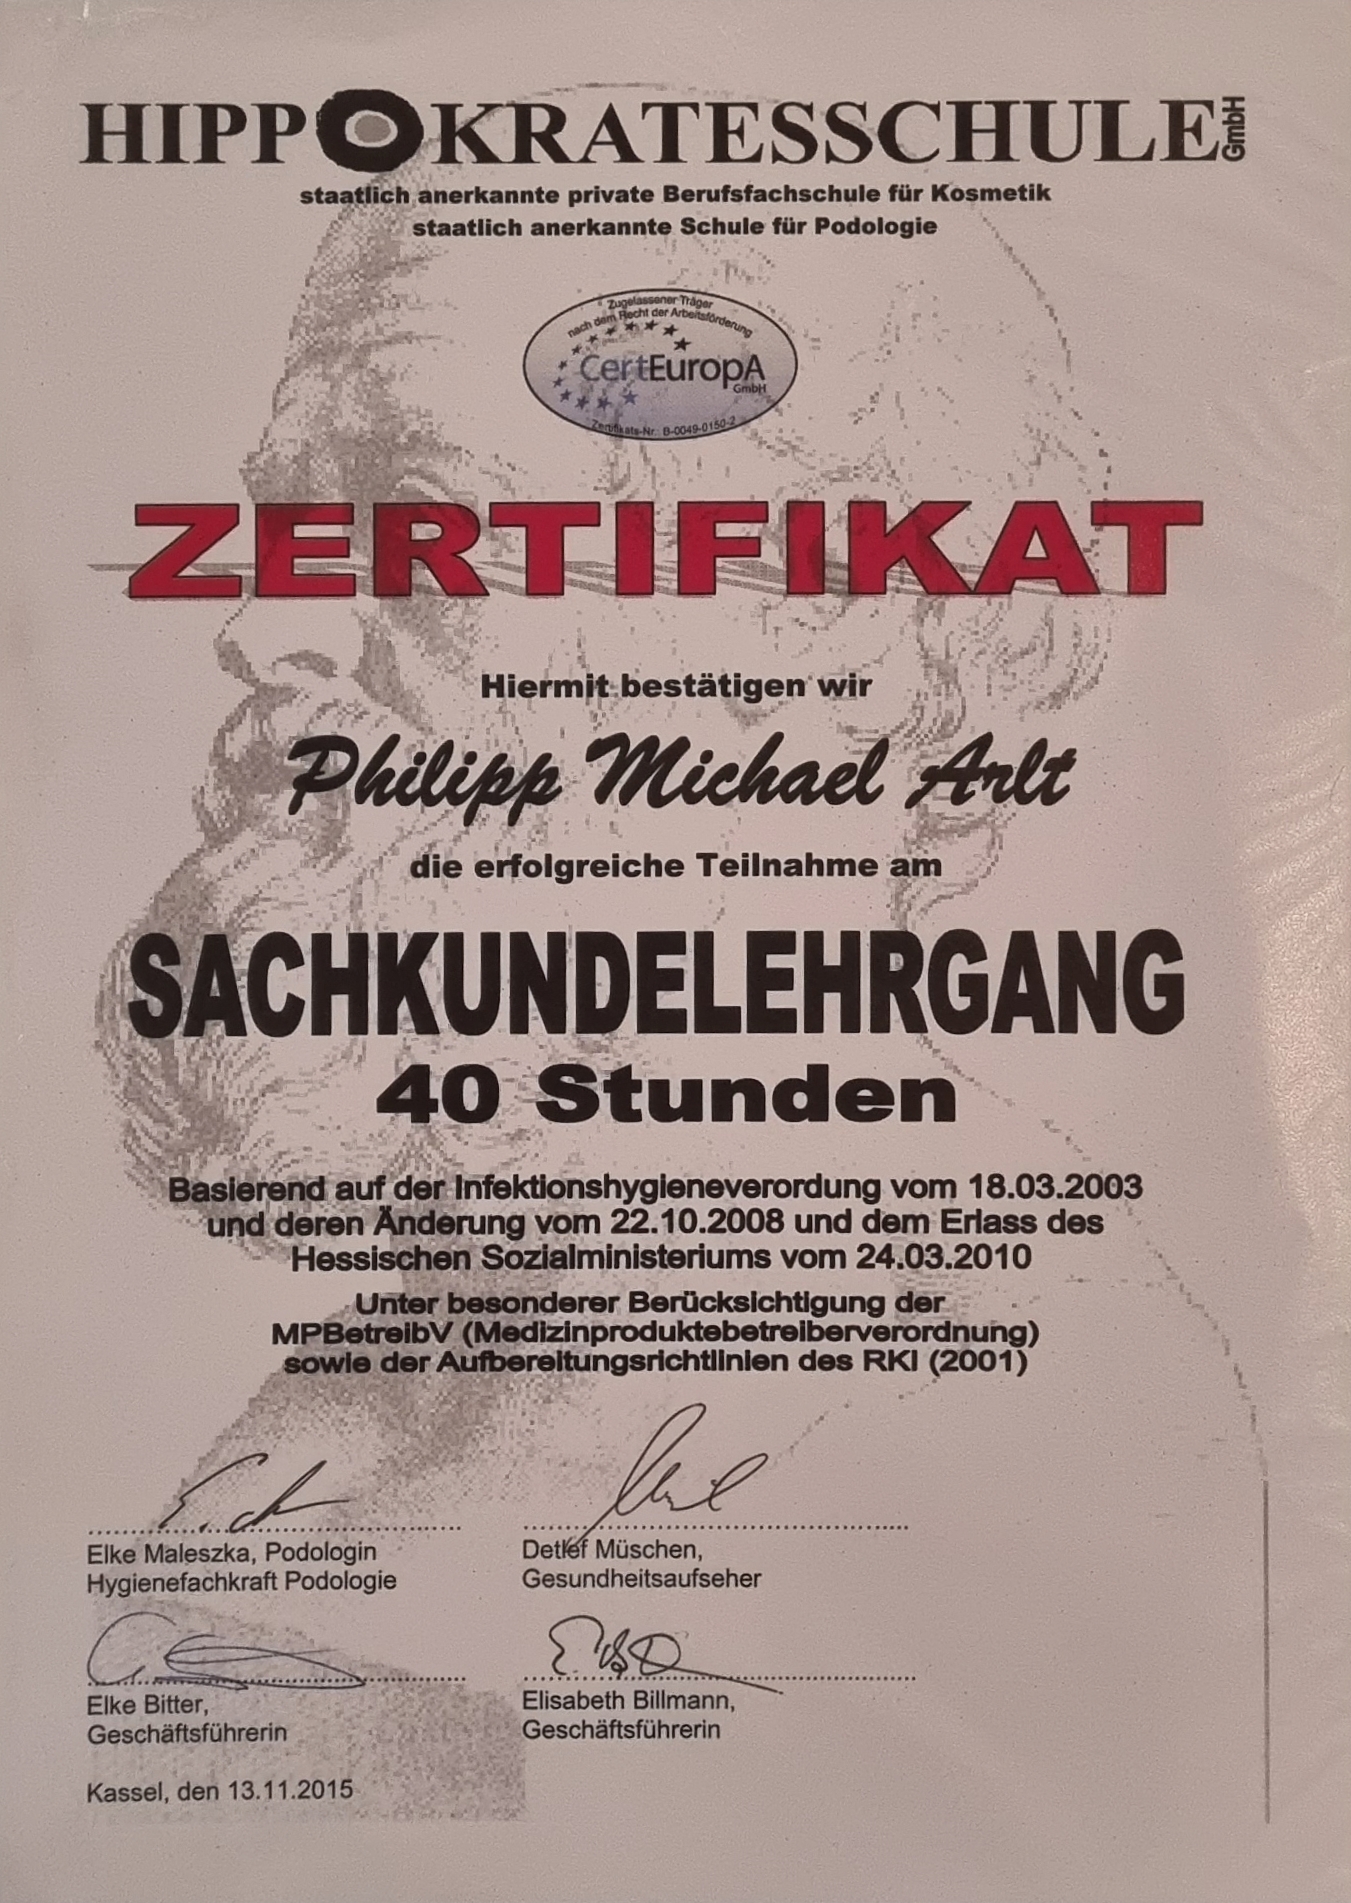 HIPPOKRATESSCHULE GmbH
staatlich anerkannte private Berufsfachschule für Kosmetik
staatlich anerkannte Schule für Podologie
Zugelassener Träger
nach dem Recht der Arbeitsförderung
CertEuropA
GmbH
Zertifikats-Nr.: B-0049-0150-2
ZERTIFIKAT
Hiermit bestätigen wir
Philipp Michael Arlt
die erfolgreiche Teilnahme am
SACHKUNDELEHRGANG
40 Stunden
Basierend auf der Infektionshygieneverordung vom 18.03.2003
und deren Änderung vom 22.10.2008 und dem Erlass des
Hessischen Sozialministeriums vom 24.03.2010
Unter besonderer Berücksichtigung der
MPBetreibV (Medizinproduktebetreiberverordnung)
sowie der Aufbereitungsrichtlinien des RKI (2001)
Elke Maleszka, Podologin
Hygienefachkraft Podologie
Detlef Müschen,
Gesundheitsaufseher
Elke Bitter,
Geschäftsführerin
Elisabeth Billmann,
Geschäftsführerin
Kassel, den 13.11.2015